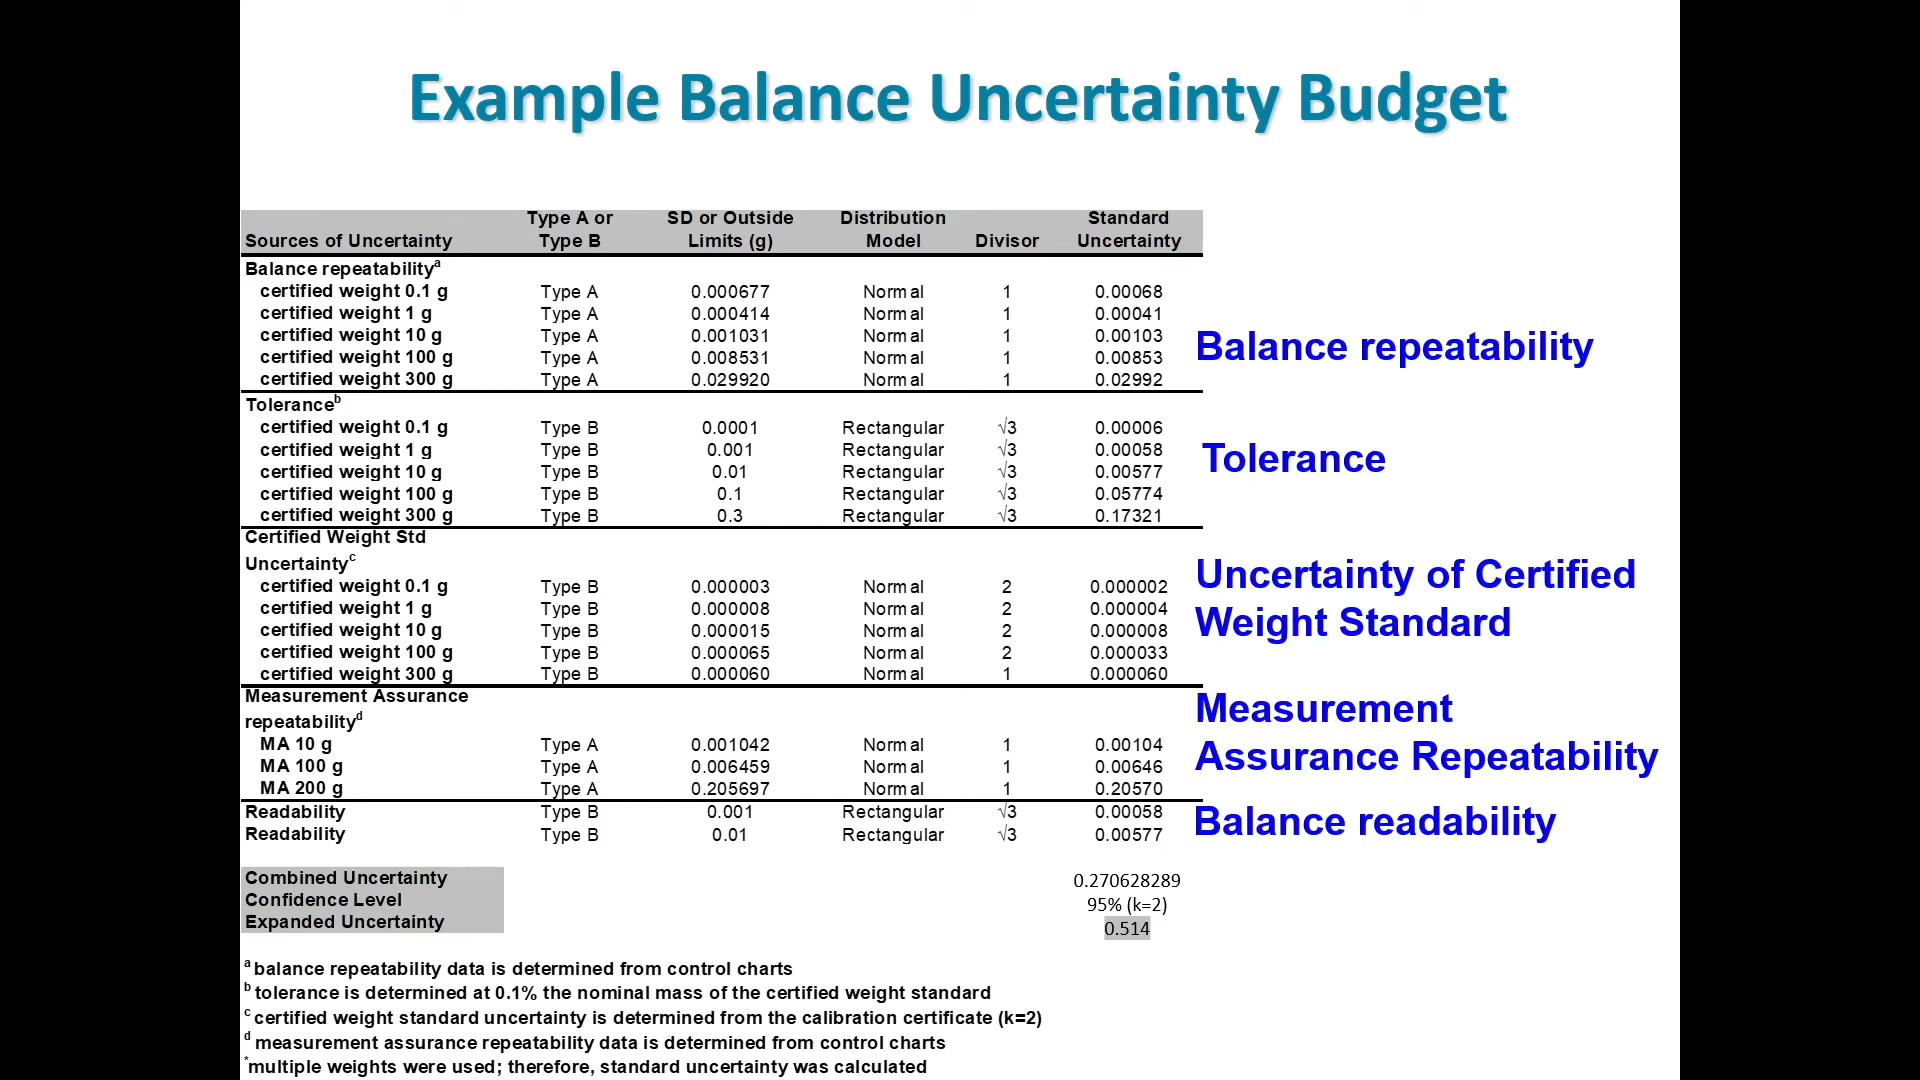 Example Balance Uncertainty Budget
Sources of Uncertainty Type A or Type B SD or Outside Limits (g) Distribution Model Divisor Standard Uncertainty
Balance repeatabilityᵃ
certified weight 0.1 g Type A 0.000677 Normal 1 0.00068
certified weight 1 g Type A 0.000414 Normal 1 0.00041
certified weight 10 g Type A 0.001031 Normal 1 0.00103
certified weight 100 g Type A 0.008531 Normal 1 0.00853
certified weight 300 g Type A 0.029920 Normal 1 0.02992
Balance repeatability
Toleranceᵇ
certified weight 0.1 g Type B 0.0001 Rectangular √3 0.00006
certified weight 1 g Type B 0.001 Rectangular √3 0.00058
certified weight 10 g Type B 0.01 Rectangular √3 0.00577
certified weight 100 g Type B 0.1 Rectangular √3 0.05774
certified weight 300 g Type B 0.3 Rectangular √3 0.17321
Tolerance
Certified Weight Std
Uncertaintyᶜ
certified weight 0.1 g Type B 0.000003 Normal 2 0.000002
certified weight 1 g Type B 0.000008 Normal 2 0.000004
certified weight 10 g Type B 0.000015 Normal 2 0.000008
certified weight 100 g Type B 0.000065 Normal 2 0.000033
certified weight 300 g Type B 0.000060 Normal 1 0.000060
Uncertainty of Certified
Weight Standard
Measurement Assurance
repeatabilityᵈ
MA 10 g Type A 0.001042 Normal 1 0.00104
MA 100 g Type A 0.006459 Normal 1 0.00646
MA 200 g Type A 0.205697 Normal 1 0.20570
Measurement
Assurance Repeatability
Readability Type B 0.001 Rectangular √3 0.00058
Readability Type B 0.01 Rectangular √3 0.00577
Balance readability
Combined Uncertainty 0.270628289
Confidence Level 95% (k=2)
Expanded Uncertainty 0.514
ᵃ balance repeatability data is determined from control charts
ᵇ tolerance is determined at 0.1% the nominal mass of the certified weight standard
ᶜ certified weight standard uncertainty is determined from the calibration certificate (k=2)
ᵈ measurement assurance repeatability data is determined from control charts
*multiple weights were used; therefore, standard uncertainty was calculated